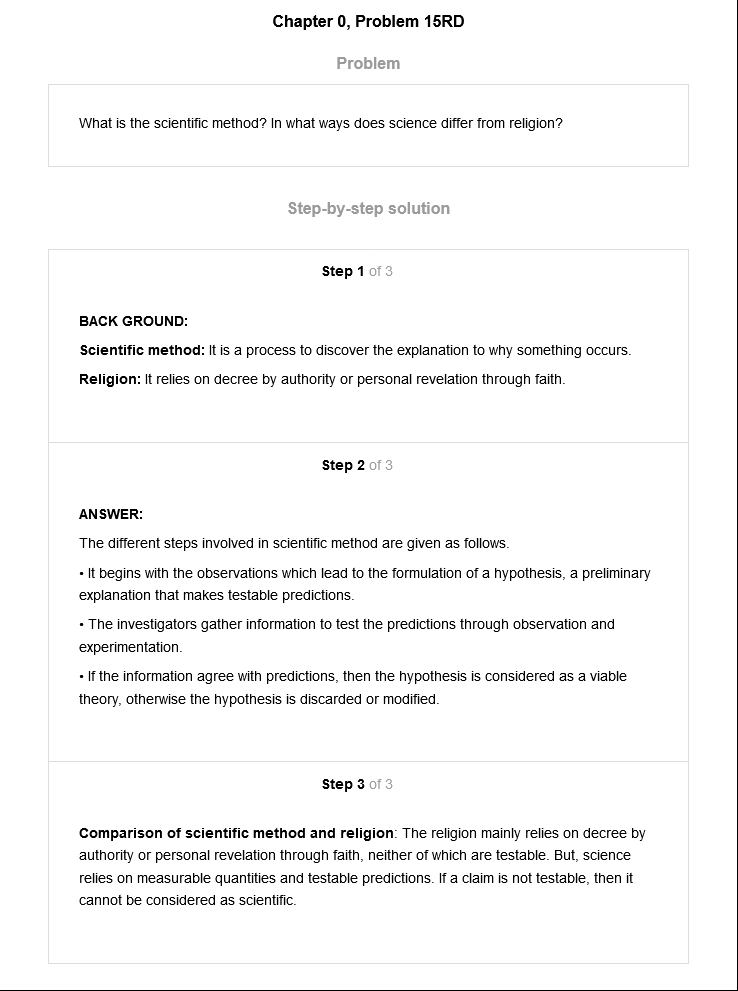 Chapter 0, Problem 15RD
Problem
What is the scientific method? In what ways does science differ from religion?
Step-by-step solution
Step 1 of 3
BACK GROUND:
Scientific method: It is a process to discover the explanation to why something occurs.
Religion: It relies on decree by authority or personal revelation through faith.
Step 2 of 3
ANSWER:
The different steps involved in scientific method are given as follows.
• It begins with the observations which lead to the formulation of a hypothesis, a preliminary
explanation that makes testable predictions.
• The investigators gather information to test the predictions through observation and
experimentation.
• If the information agree with predictions, then the hypothesis is considered as a viable
theory, otherwise the hypothesis is discarded or modified.
Step 3 of 3
Comparison of scientific method and religion: The religion mainly relies on decree by
authority or personal revelation through faith, neither of which are testable. But, science
relies on measurable quantities and testable predictions. If a claim is not testable, then it
cannot be considered as scientific.